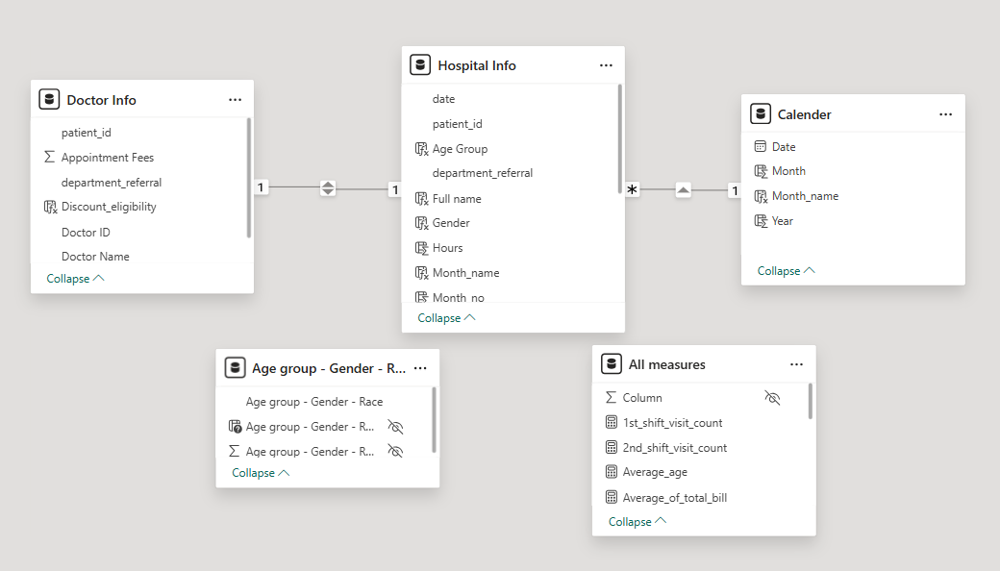 Doctor Info
patient_id
Appointment Fees
department_referral
Discount_eligibility
Doctor ID
Doctor Name
Collapse
1
1
Hospital Info
date
patient_id
Age Group
department_referral
Full name
Gender
Hours
Month_name
Month_no
Collapse
*
1
Calender
Date
Month
Month_name
Year
Collapse
Age group - Gender - R...
Age group - Gender - Race
Age group - Gender - R...
Age group - Gender - R...
Collapse
All measures
Column
1st_shift_visit_count
2nd_shift_visit_count
Average_age
Average_of_total_bill
Collapse